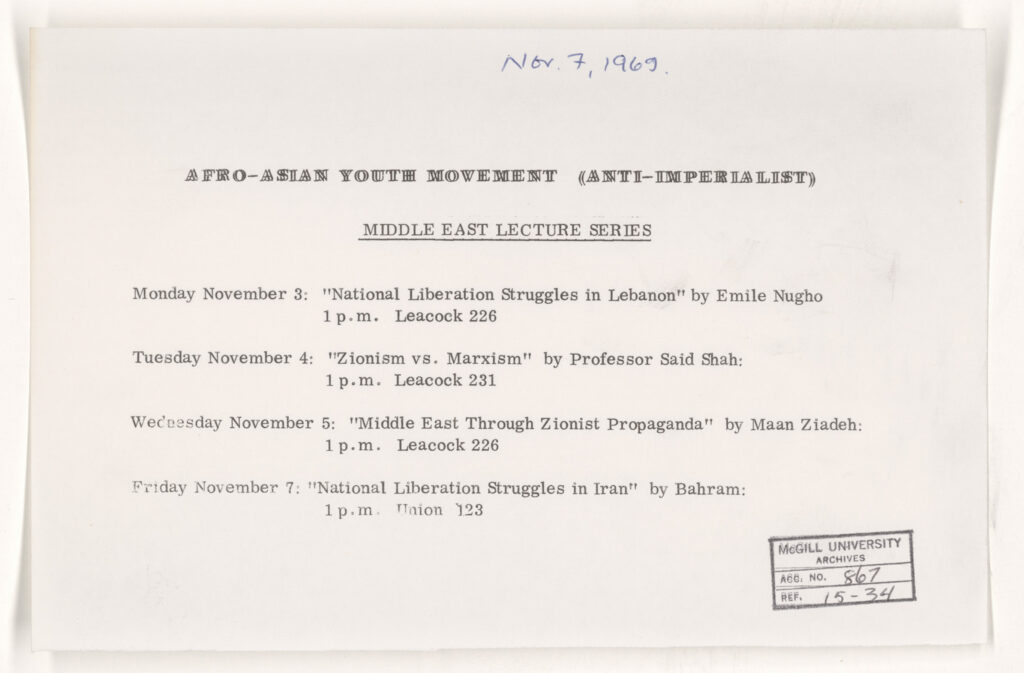 Nov. 7, 1969.
AFRO-ASIAN YOUTH MOVEMENT (ANTI-IMPERIALIST)
MIDDLE EAST LECTURE SERIES
Monday November 3: "National Liberation Struggles in Lebanon" by Emile Nugho
1 p.m. Leacock 226
Tuesday November 4: "Zionism vs. Marxism" by Professor Said Shah:
1 p.m. Leacock 231
Wednesday November 5: "Middle East Through Zionist Propaganda" by Maan Ziadeh:
1 p.m. Leacock 226
Friday November 7: "National Liberation Struggles in Iran" by Bahram:
1 p.m. Union 123
McGILL UNIVERSITY
ARCHIVES
ACC. NO. 867
REF. 15-34